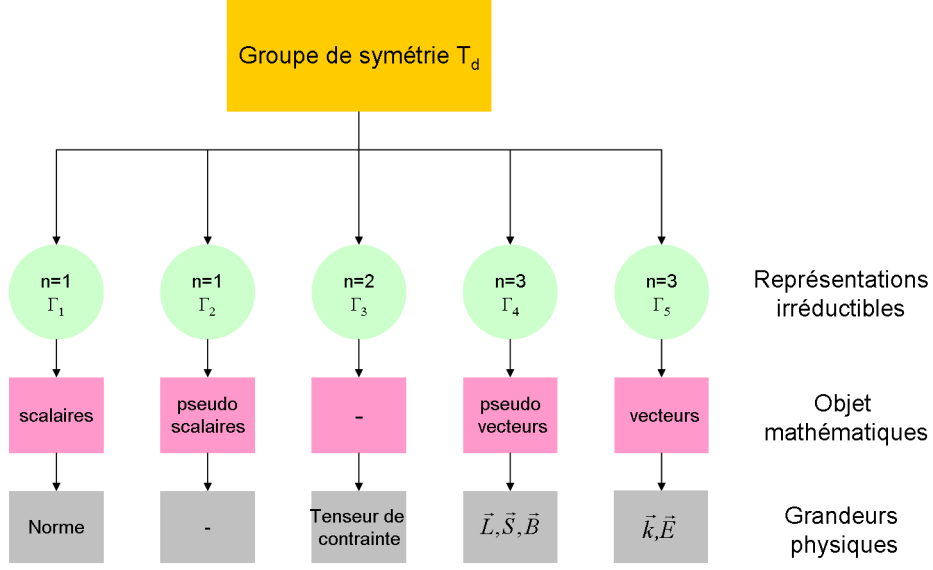 Groupe de symétrie T_d
n=1
Γ₁
n=1
Γ₂
n=2
Γ₃
n=3
Γ₄
n=3
Γ₅
Représentations
irréductibles
scalaires
pseudo
scalaires
-
pseudo
vecteurs
vecteurs
Objet
mathématiques
Norme
-
Tenseur de
contrainte
L⃗,S⃗,B⃗
k⃗,E⃗
Grandeurs
physiques